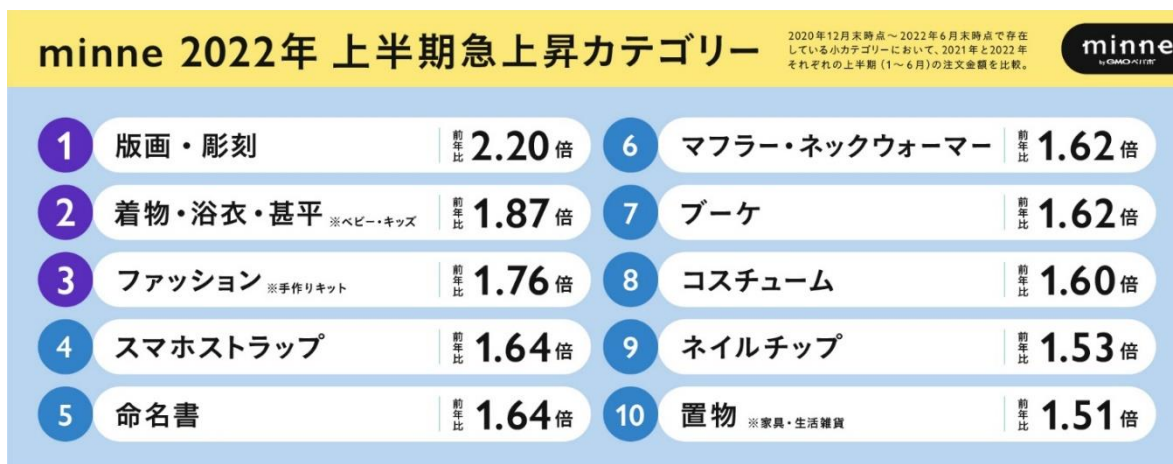 minne 2022年 上半期急上昇カテゴリー
2020年12月末時点～2022年6月末時点で存在
している小カテゴリーにおいて、2021年と2022年
それぞれの上半期(1～6月)の注文金額を比較。
minne
by GMOペパボ
1 版画・彫刻 前年比 2.20倍
2 着物・浴衣・甚平 ※ベビー・キッズ 前年比 1.87倍
3 ファッション ※手作りキット 前年比 1.76倍
4 スマホストラップ 前年比 1.64倍
5 命名書 前年比 1.64倍
6 マフラー・ネックウォーマー 前年比 1.62倍
7 ブーケ 前年比 1.62倍
8 コスチューム 前年比 1.60倍
9 ネイルチップ 前年比 1.53倍
10 置物 ※家具・生活雑貨 前年比 1.51倍